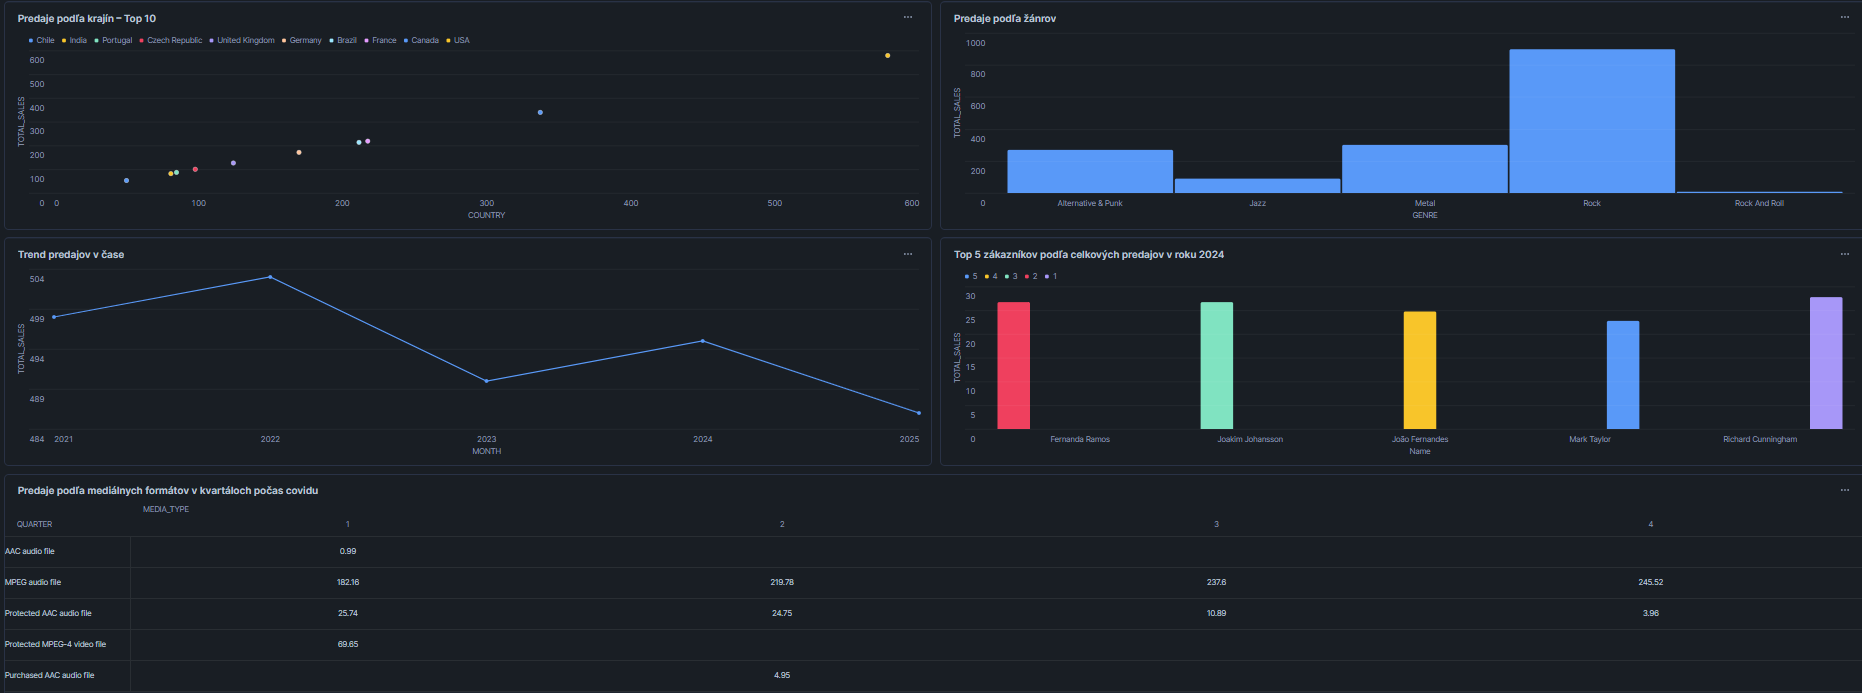 Predaje podľa krajín – Top 10
Chile India Portugal Czech Republic United Kingdom Germany Brazil France Canada USA
TOTAL_SALES
600
500
400
300
200
100
0
0 100 200 300 400 500 600
COUNTRY
Predaje podľa žánrov
TOTAL_SALES
1000
800
600
400
200
0
Alternative & Punk Jazz Metal Rock Rock And Roll
GENRE
Trend predajov v čase
TOTAL_SALES
504
499
494
489
484
2021 2022 2023 2024 2025
MONTH
Top 5 zákazníkov podľa celkových predajov v roku 2024
5 4 3 2 1
TOTAL_SALES
30
25
20
15
10
5
0
Fernanda Ramos Joakim Johansson João Fernandes Mark Taylor Richard Cunningham
Name
Predaje podľa mediálnych formátov v kvartáloch počas covidu
MEDIA_TYPE
QUARTER 1 2 3 4
AAC audio file 0.99
MPEG audio file 182.16 219.78 237.6 245.52
Protected AAC audio file 25.74 24.75 10.89 3.96
Protected MPEG-4 video file 69.65
Purchased AAC audio file 4.95